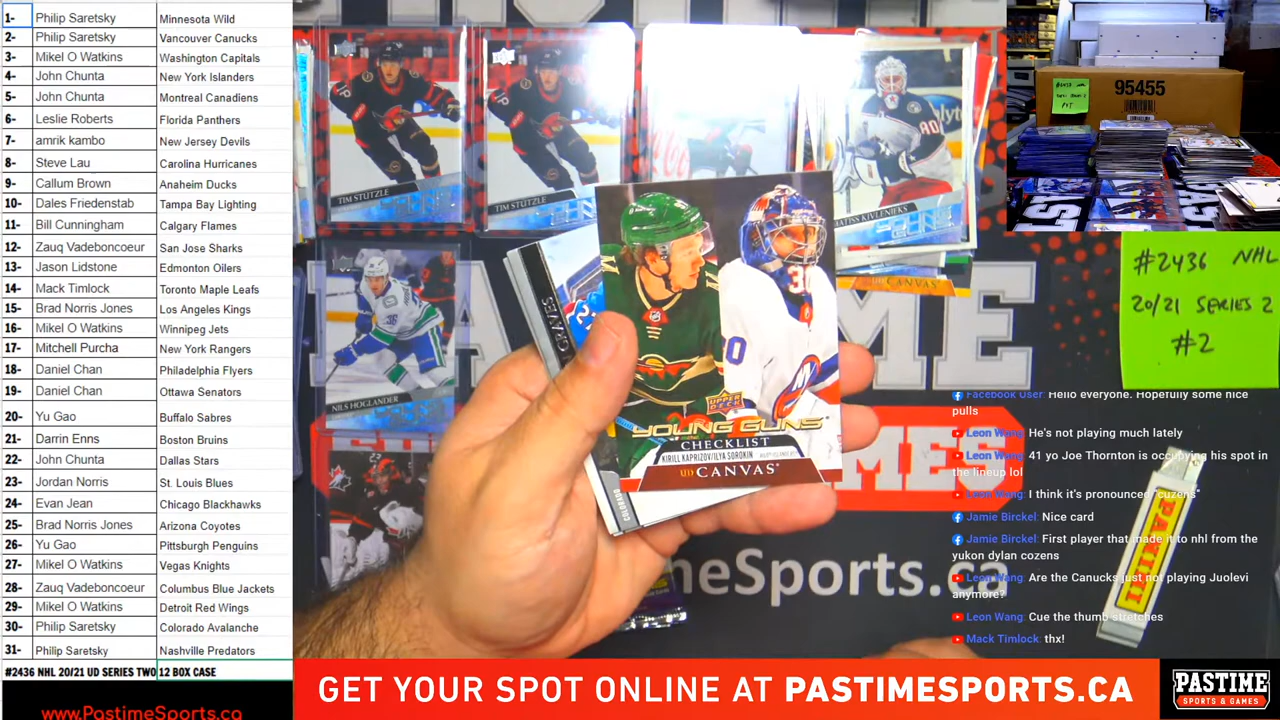 1- Philip Saretsky Minnesota Wild
2- Philip Saretsky Vancouver Canucks
3- Mikel O Watkins Washington Capitals
4- John Chunta New York Islanders
5- John Chunta Montreal Canadiens
6- Leslie Roberts Florida Panthers
7- amrik kambo New Jersey Devils
8- Steve Lau Carolina Hurricanes
9- Callum Brown Anaheim Ducks
10- Dales Friedenstab Tampa Bay Lighting
11- Bill Cunningham Calgary Flames
12- Zauq Vadeboncoeur San Jose Sharks
13- Jason Lidstone Edmonton Oilers
14- Mack Timlock Toronto Maple Leafs
15- Brad Norris Jones Los Angeles Kings
16- Mikel O Watkins Winnipeg Jets
17- Mitchell Purcha New York Rangers
18- Daniel Chan Philadelphia Flyers
19- Daniel Chan Ottawa Senators
20- Yu Gao Buffalo Sabres
21- Darrin Enns Boston Bruins
22- John Chunta Dallas Stars
23- Jordan Norris St. Louis Blues
24- Evan Jean Chicago Blackhawks
25- Brad Norris Jones Arizona Coyotes
26- Yu Gao Pittsburgh Penguins
27- Mikel O Watkins Vegas Knights
28- Zauq Vadeboncoeur Columbus Blue Jackets
29- Mikel O Watkins Detroit Red Wings
30- Philip Saretsky Colorado Avalanche
31- Philip Saretsky Nashville Predators
#2436 NHL 20/21 UD SERIES TWO 12 BOX CASE
www.PastimeSports.ca
TIM STÜTZLE
TIM STÜTZLE
MATISS KIVLENIEKS
80
CANVAS
NILS HOGLANDER
GRAVES
COLORADO
30
UPPER DECK
YOUNG GUNS
CHECKLIST
KIRILL KAPRIZOV/ILYA SOROKIN
UD CANVAS
meSports.ca
95455
#2436 NHL
20/21 SERIES 2
#2
Facebook User: Hello everyone. Hopefully some nice
pulls
Leon Wang: He's not playing much lately
Leon Wang: 41 yo Joe Thornton is occupying his spot in
the lineup lol
Leon Wang: I think it's pronounced "cuzens"
Jamie Birckel: Nice card
Jamie Birckel: First player that made it to nhl from the
yukon dylan cozens
Leon Wang: Are the Canucks just not playing Juolevi
anymore?
Leon Wang: Cue the thumb stretches
Mack Timlock: thx!
PANINI
GET YOUR SPOT ONLINE AT PASTIMESPORTS.CA
PASTIME
SPORTS & GAMES